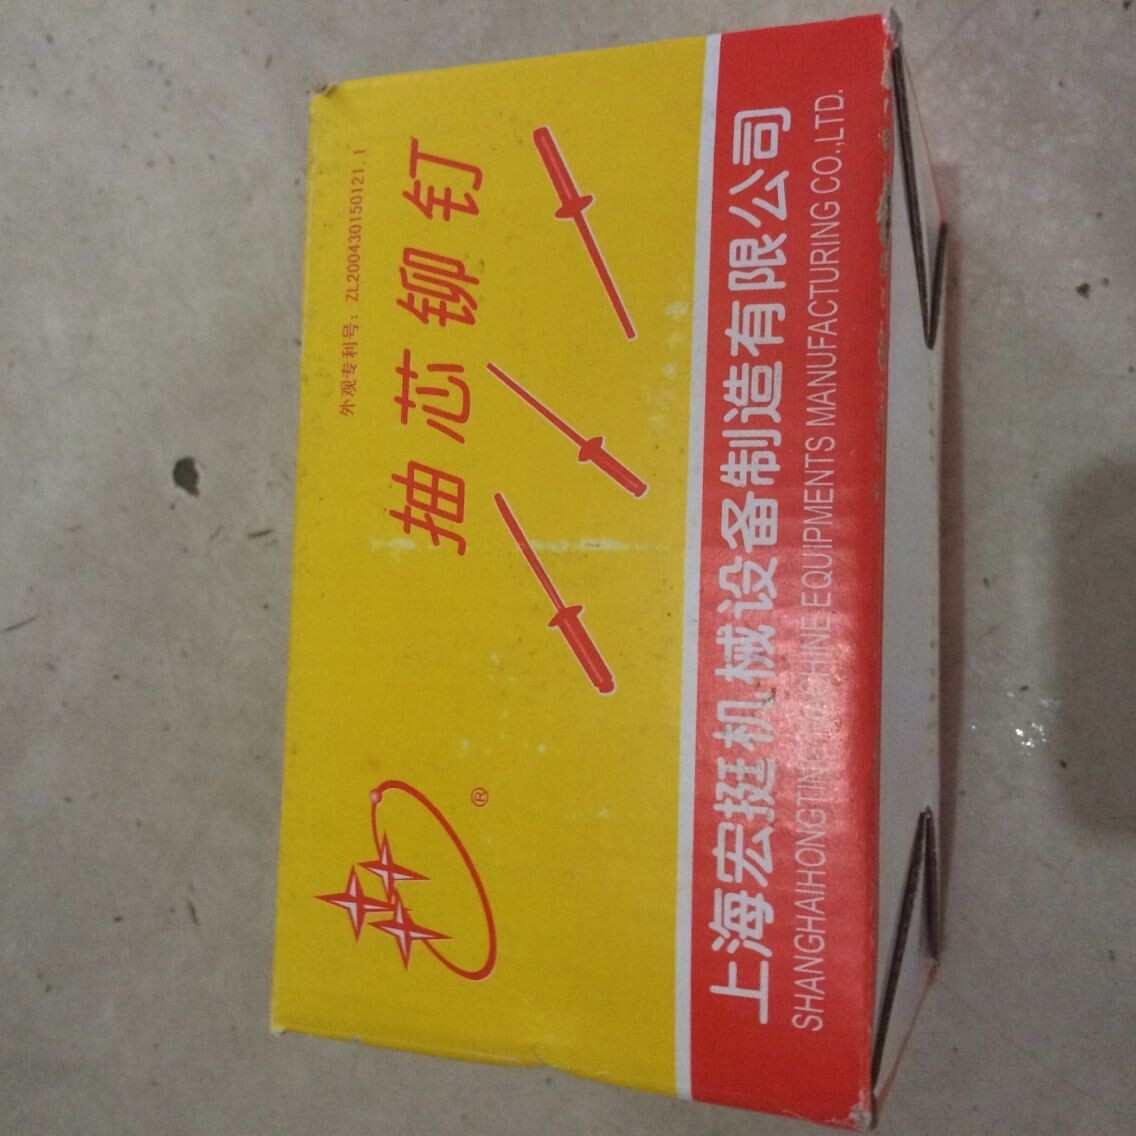 外观专利号：ZL200430150121.1
抽芯铆钉
®
上海宏挺机械设备制造有限公司
SHANGHAIHONGTING MACHINE EQUIPMENTS MANUFACTURING CO.,LTD.